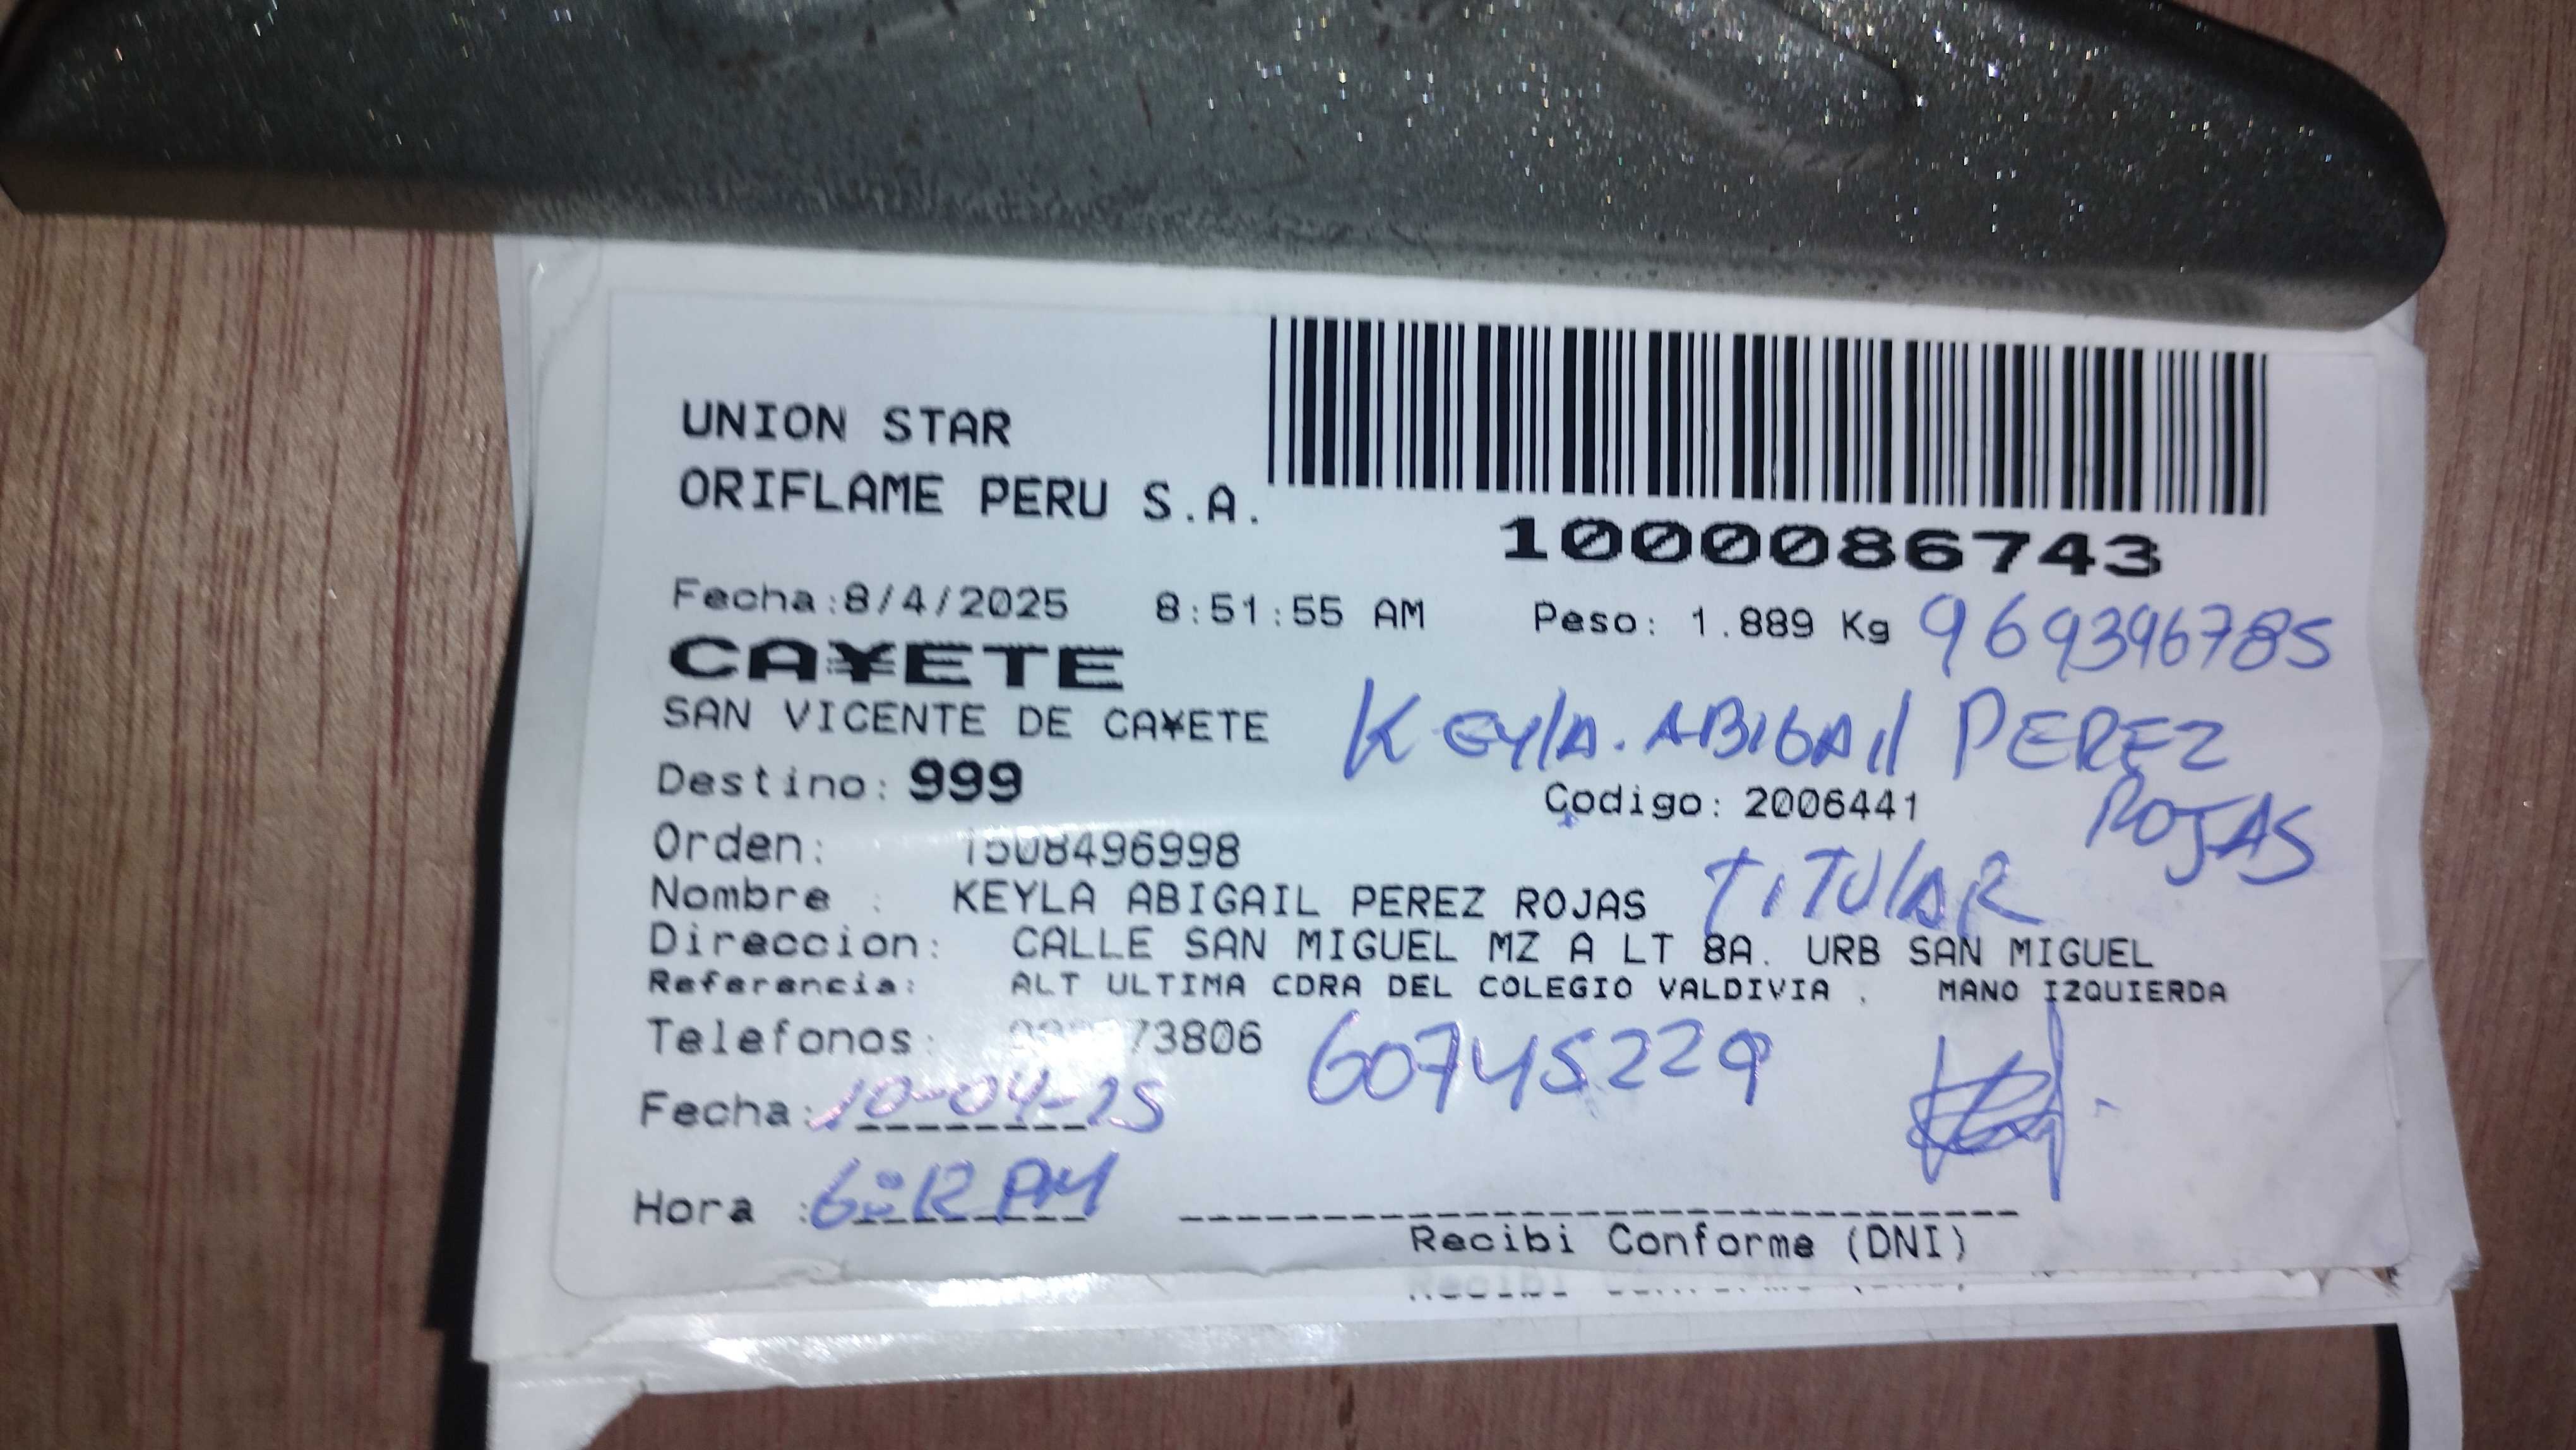 UNION STAR
ORIFLAME PERU S.A.
1000086743
Fecha:8/4/2025 8:51:55 AM Peso: 1.889 Kg 969396785
CA¥ETE
SAN VICENTE DE CA¥ETE
KEYlA. ABIGAil PEREZ
ROJAS
Destino: 999 Codigo: 2006441
Orden: 1508496998
Nombre : KEYLA ABIGAIL PEREZ ROJAS TiTUlAR
Direccion: CALLE SAN MIGUEL MZ A LT 8A. URB SAN MIGUEL
Referencia: ALT ULTIMA CDRA DEL COLEGIO VALDIVIA , MANO IZQUIERDA
Telefonos: 73806 60745229
Fecha: 10-04-25
Hora : 6:12 PM
Recibi Conforme (DNI)